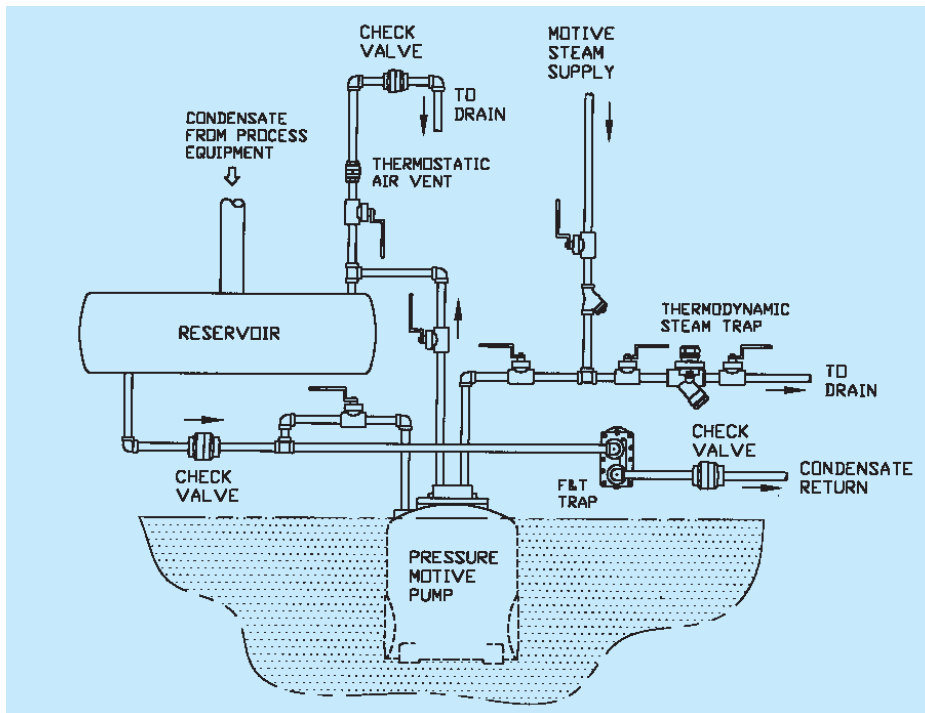 CHECK
VALVE
TO
DRAIN
MOTIVE
STEAM
SUPPLY
CONDENSATE
FROM PROCESS
EQUIPMENT
THERMOSTATIC
AIR VENT
RESERVOIR
THERMODYNAMIC
STEAM TRAP
TO
DRAIN
CHECK
VALVE
CHECK
VALVE
F&T
TRAP
CONDENSATE
RETURN
PRESSURE
MOTIVE
PUMP